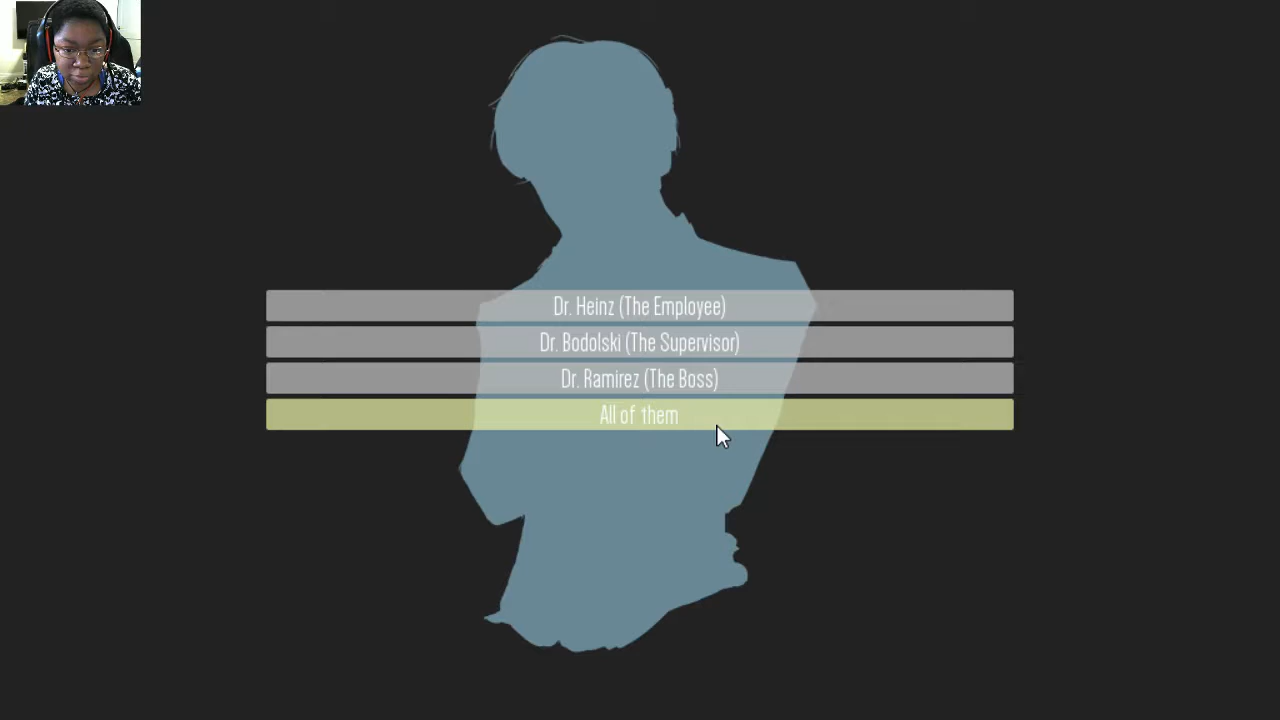 Dr. Heinz (The Employee)
Dr. Bodolski (The Supervisor)
Dr. Ramirez (The Boss)
All of them